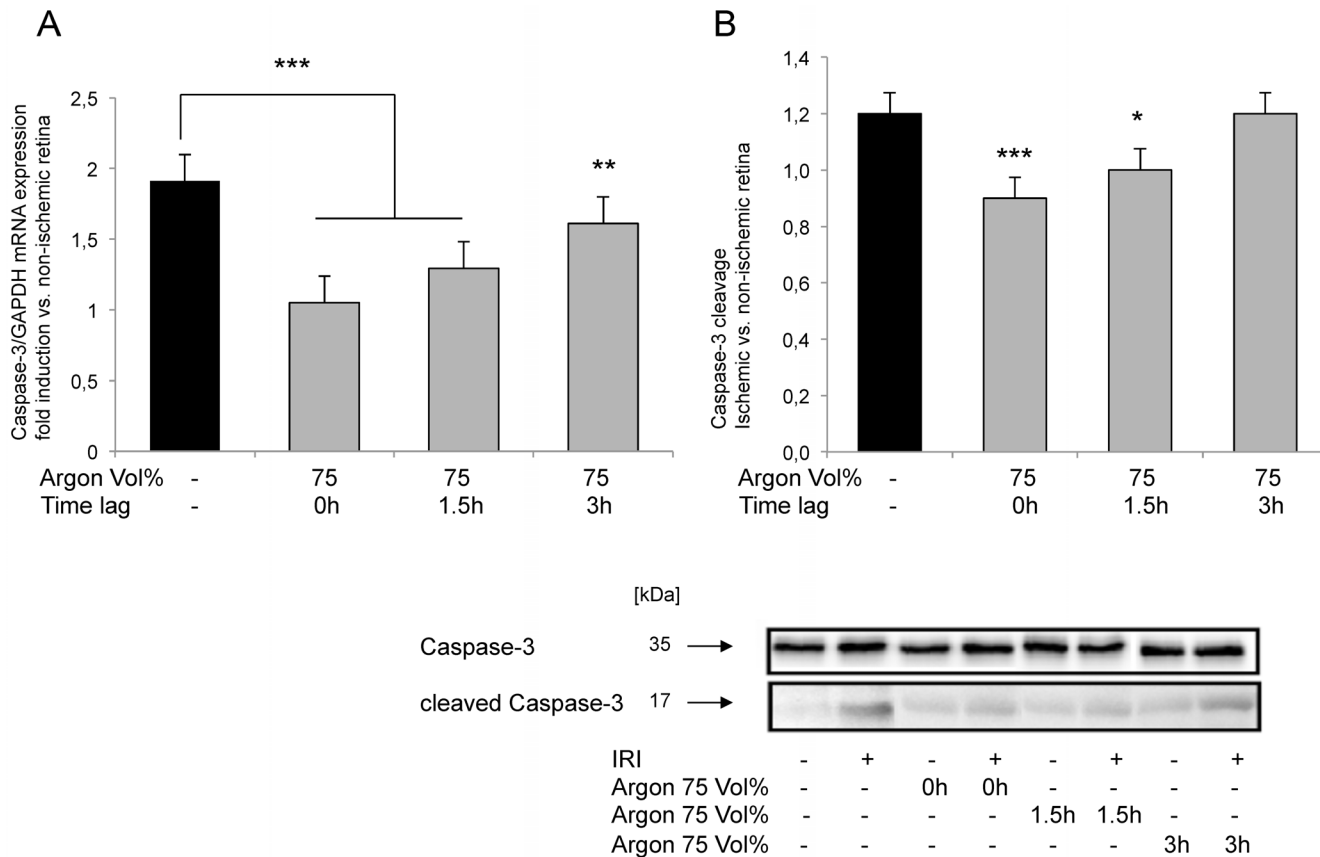 A
***
**
2,5
2
1,5
1
0,5
0
Caspase-3/GAPDH mRNA expression
fold induction vs. non-ischemic retina
Argon Vol% - 75 75 75
Time lag - 0h 1.5h 3h
B
***
*
1,4
1,2
1,0
0,8
0,6
0,4
0,2
0,0
Caspase-3 cleavage
Ischemic vs. non-ischemic retina
Argon Vol% - 75 75 75
Time lag - 0h 1.5h 3h
[kDa]
Caspase-3 35
cleaved Caspase-3 17
IRI - + - + - + - +
Argon 75 Vol% - - 0h 0h - - - -
Argon 75 Vol% - - - - 1.5h 1.5h - -
Argon 75 Vol% - - - - - - 3h 3h